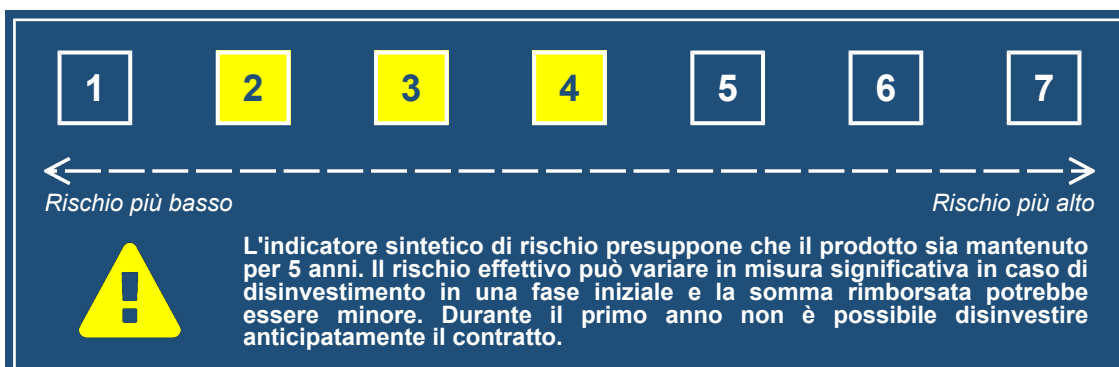 1 2 3 4 5 6 7
Rischio più basso Rischio più alto
L'indicatore sintetico di rischio presuppone che il prodotto sia mantenuto
per 5 anni. Il rischio effettivo può variare in misura significativa in caso di
disinvestimento in una fase iniziale e la somma rimborsata potrebbe
essere minore. Durante il primo anno non è possibile disinvestire
anticipatamente il contratto.